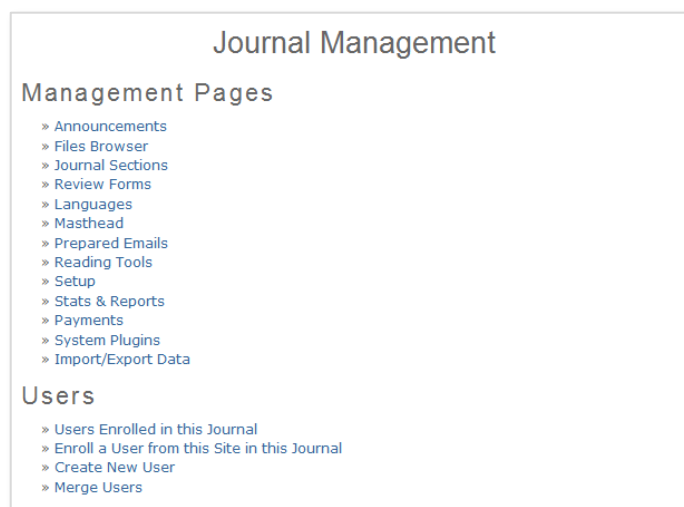 Journal Management
Management Pages
» Announcements
» Files Browser
» Journal Sections
» Review Forms
» Languages
» Masthead
» Prepared Emails
» Reading Tools
» Setup
» Stats & Reports
» Payments
» System Plugins
» Import/Export Data
Users
» Users Enrolled in this Journal
» Enroll a User from this Site in this Journal
» Create New User
» Merge Users